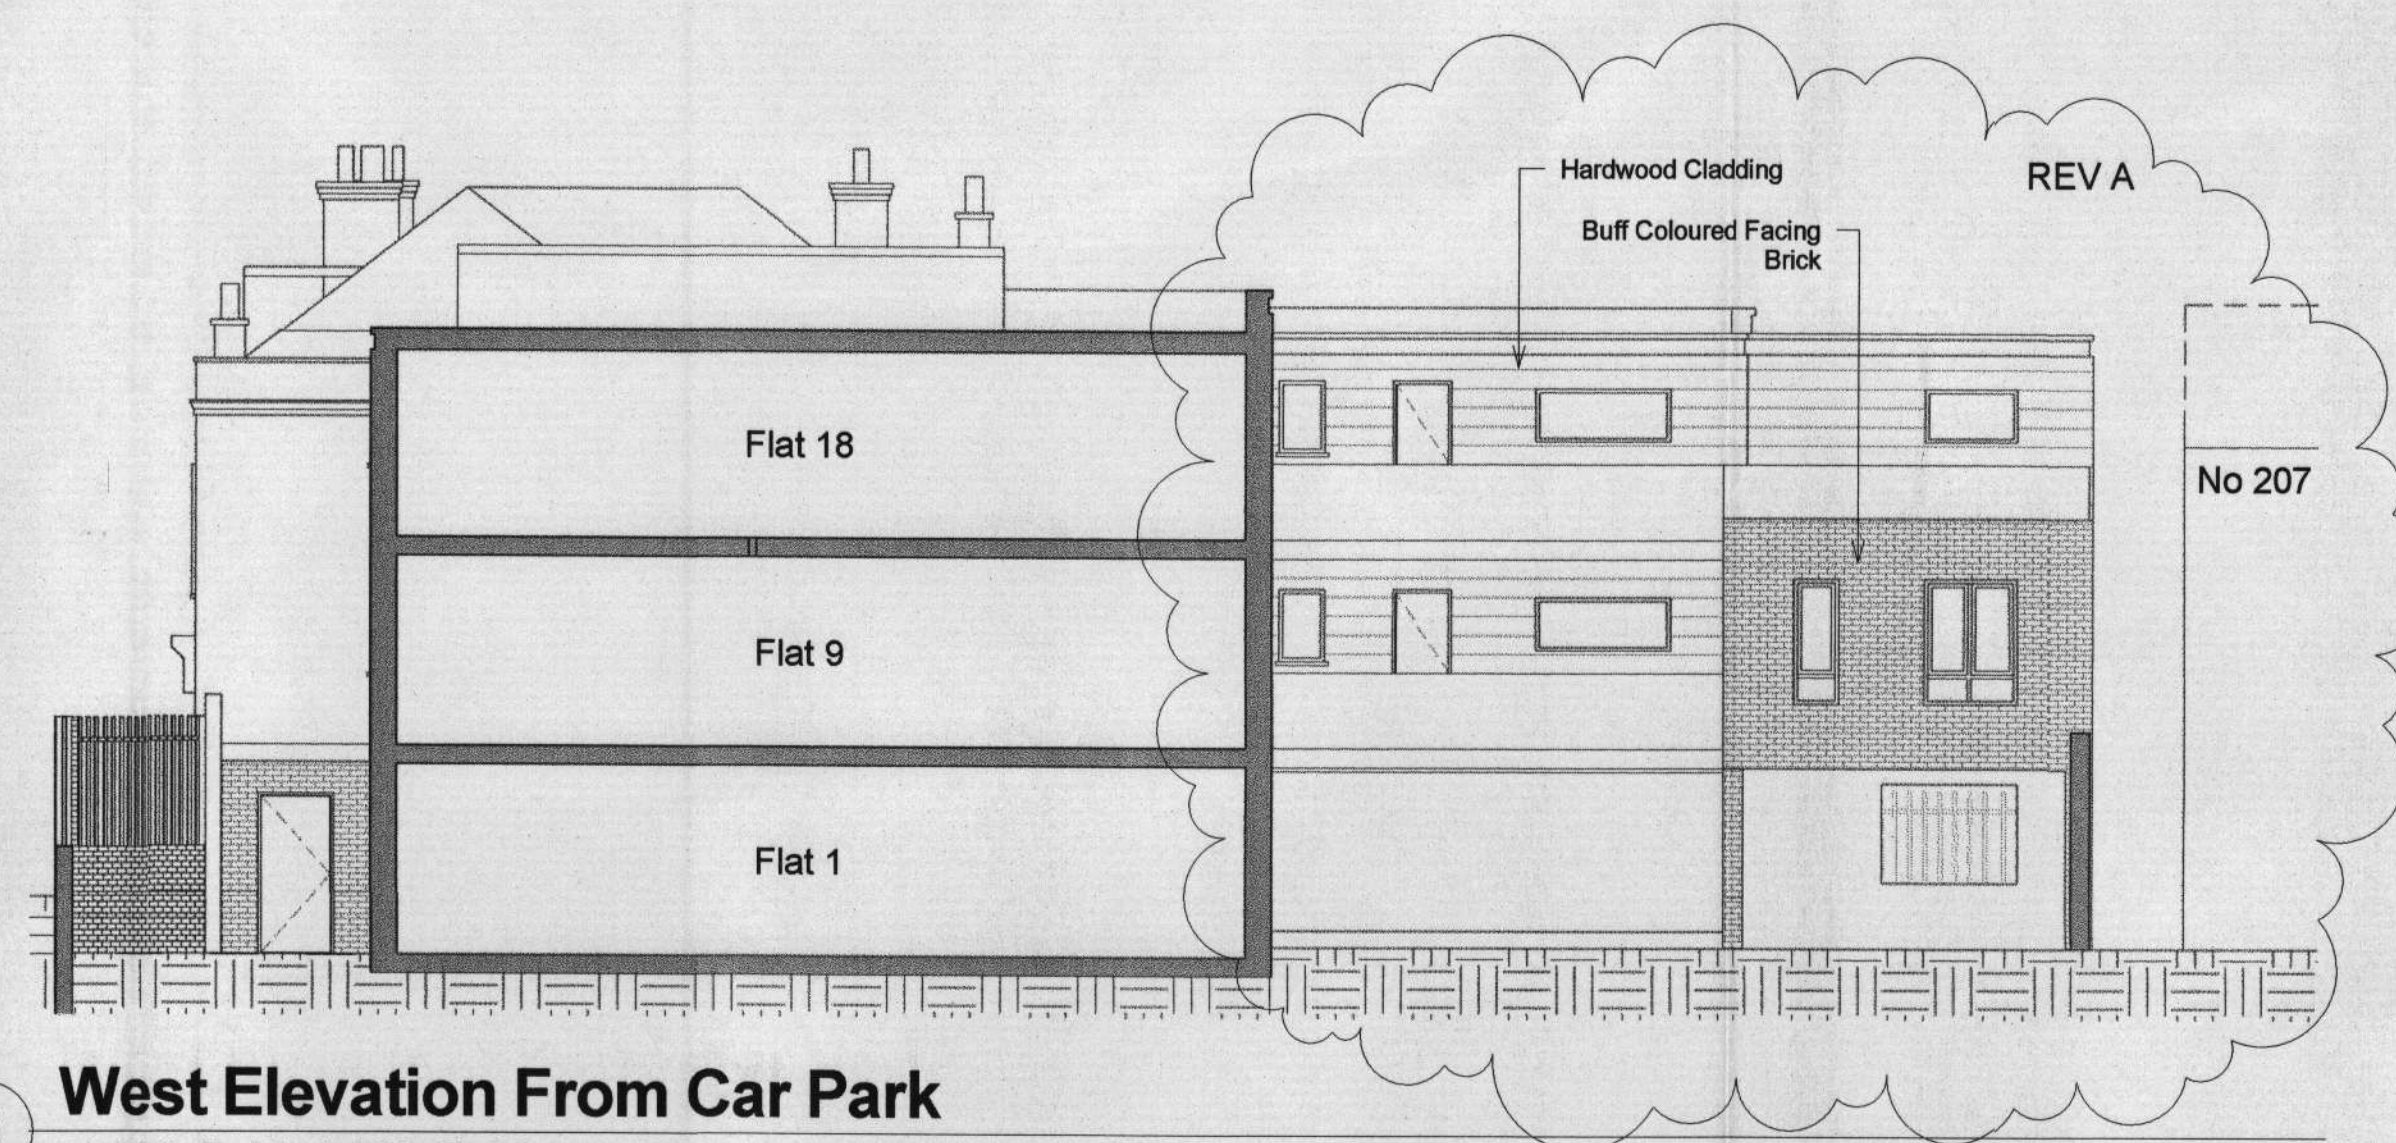 Hardwood Cladding
REV A
Buff Coloured Facing
Brick
Flat 18
No 207
Flat 9
Flat 1
West Elevation From Car Park